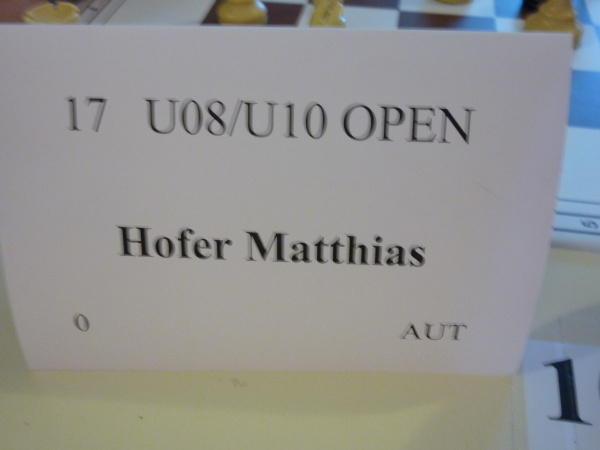 17 U08/U10 OPEN
Hofer Matthias
0 AUT